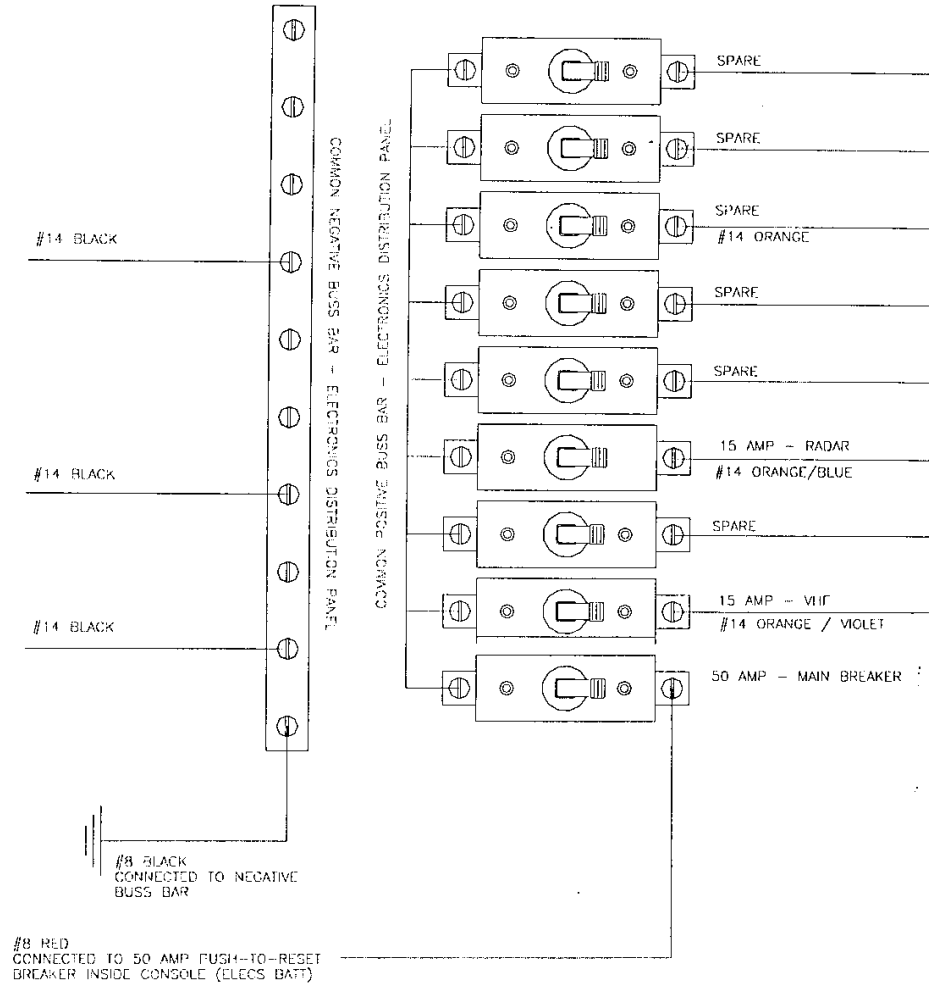 SPARE
SPARE
SPARE
#14 ORANGE
SPARE
SPARE
15 AMP - RADAR
#14 ORANGE/BLUE
SPARE
15 AMP - VHF
#14 ORANGE / VIOLET
50 AMP - MAIN BREAKER
#14 BLACK
#14 BLACK
#14 BLACK
COMMON NEGATIVE BUSS BAR - ELECTRONICS DISTRIBUTION PANEL
COMMON POSITIVE BUSS BAR - ELECTRONICS DISTRIBUTION PANEL
#8 BLACK
CONNECTED TO NEGATIVE
BUSS BAR
#8 RED
CONNECTED TO 50 AMP PUSH-TO-RESET
BREAKER INSIDE CONSOLE (ELECS BATT)